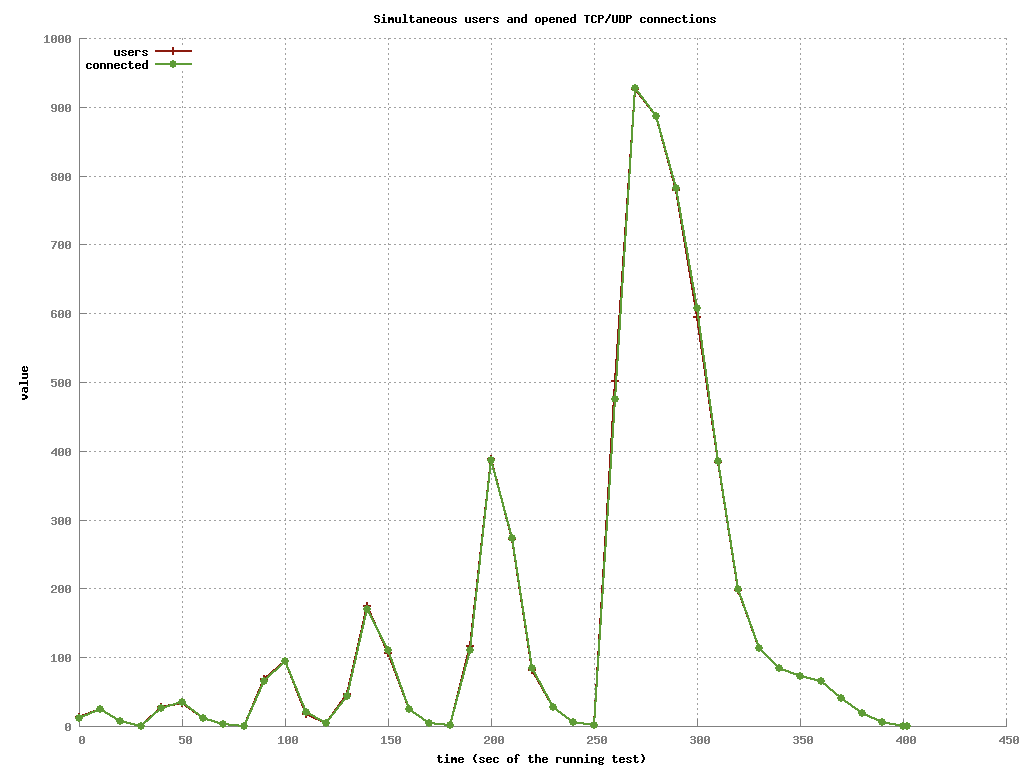 Simultaneous users and opened TCP/UDP connections
1000
users
connected
900
800
700
600
500
value
400
300
200
100
0
0 50 100 150 200 250 300 350 400 450
time (sec of the running test)